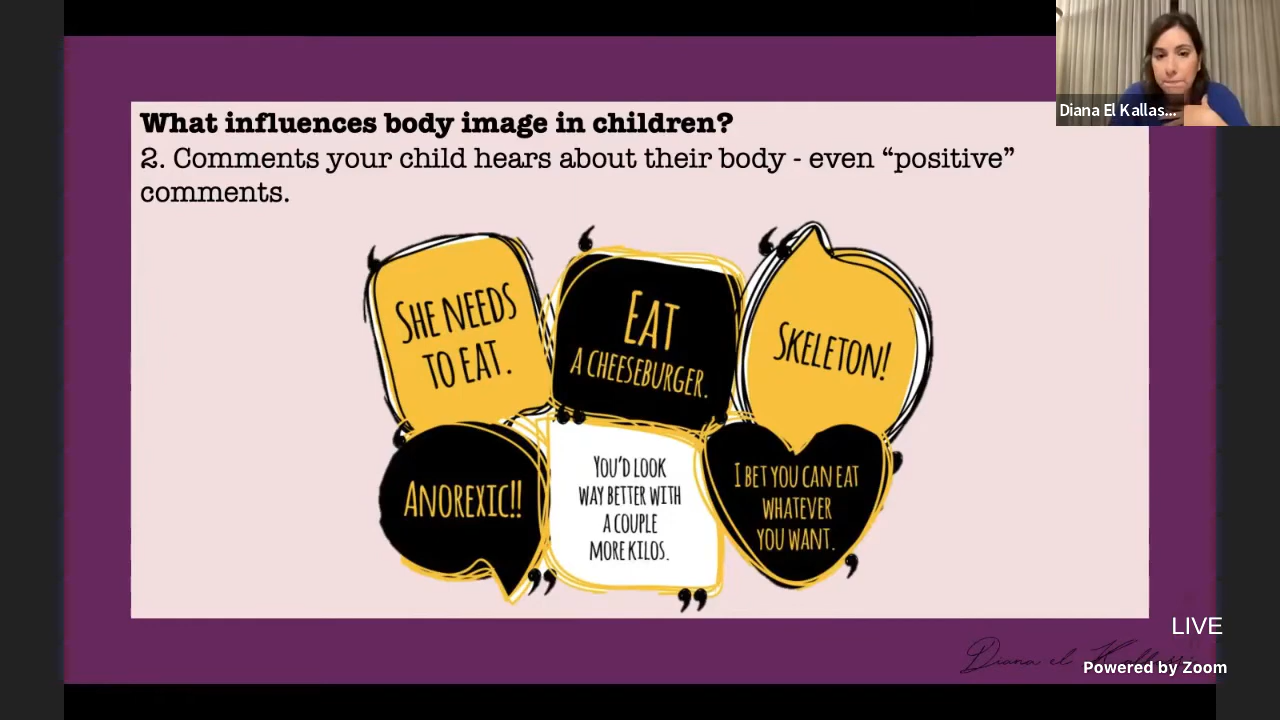 Diana El Kallas...
What influences body image in children?
2. Comments your child hears about their body - even “positive”
comments.
SHE NEEDS
TO EAT.
EAT
A CHEESEBURGER.
SKELETON!
ANOREXIC!!
YOU'D LOOK
WAY BETTER WITH
A COUPLE
MORE KILOS.
I BET YOU CAN EAT
WHATEVER
YOU WANT.
LIVE
Diana el
Powered by Zoom